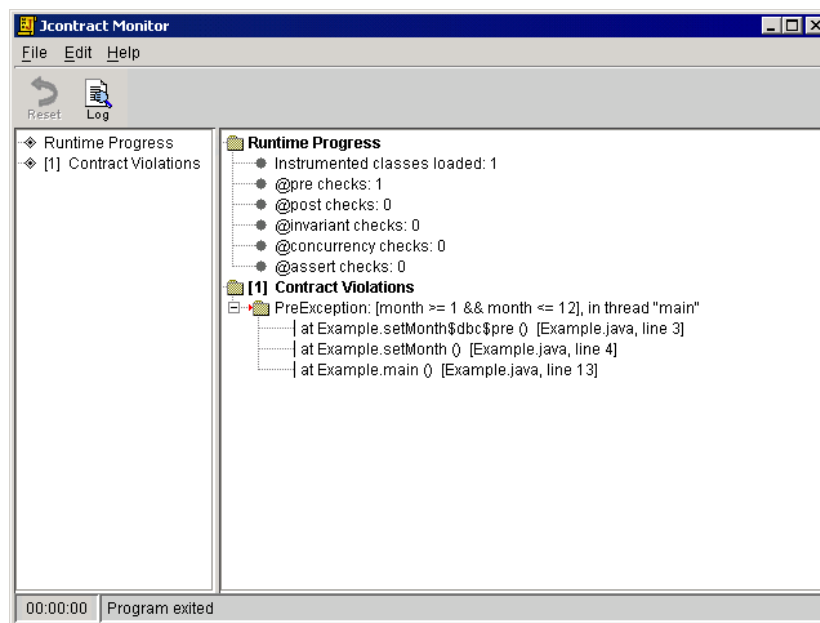 Jcontract Monitor
File Edit Help
Reset Log
Runtime Progress
[1] Contract Violations
Runtime Progress
Instrumented classes loaded: 1
@pre checks: 1
@post checks: 0
@invariant checks: 0
@concurrency checks: 0
@assert checks: 0
[1] Contract Violations
PreException: [month >= 1 && month <= 12], in thread "main"
at Example.setMonth$dbc$pre () [Example.java, line 3]
at Example.setMonth () [Example.java, line 4]
at Example.main () [Example.java, line 13]
00:00:00 Program exited